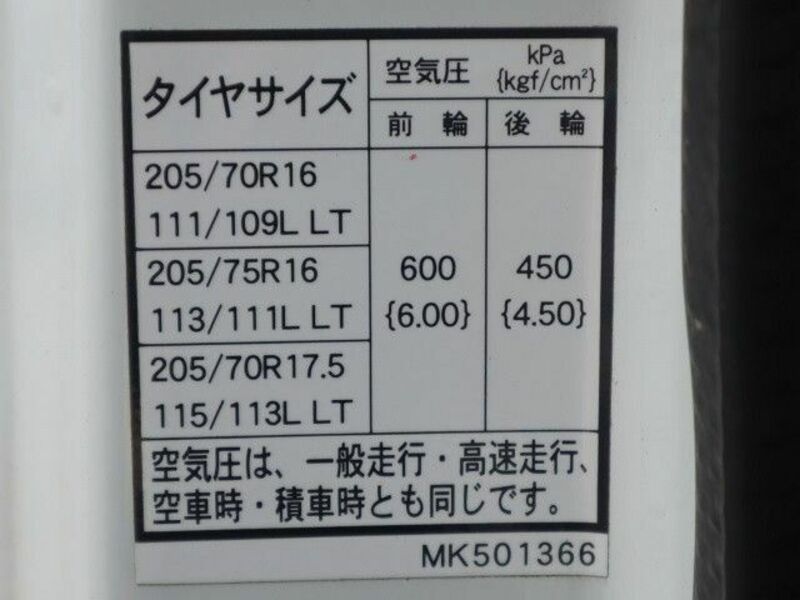 タイヤサイズ
空気圧 kPa
{kgf/cm²}
前輪 後輪
205/70R16
111/109L LT
205/75R16
113/111L LT
205/70R17.5
115/113L LT
600 450
{6.00} {4.50}
空気圧は、一般走行・高速走行、
空車時・積車時とも同じです。
MK501366